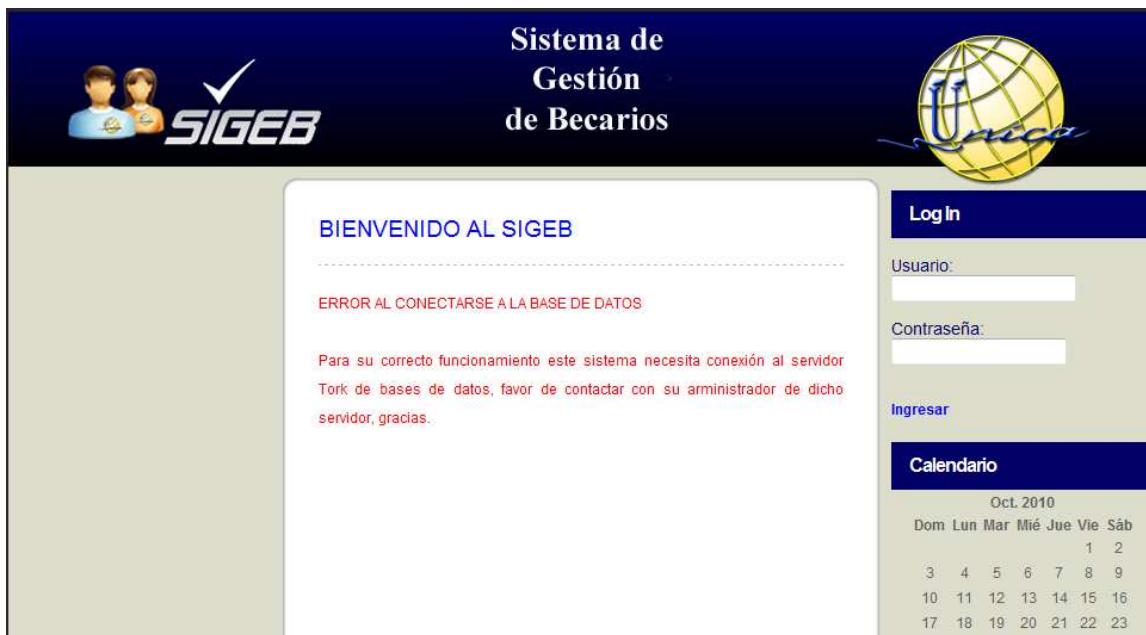 SIGEB
Sistema de
Gestión
de Becarios
Única
BIENVENIDO AL SIGEB
ERROR AL CONECTARSE A LA BASE DE DATOS
Para su correcto funcionamiento este sistema necesita conexión al servidor
Tork de bases de datos, favor de contactar con su arministrador de dicho
servidor, gracias.
Log In
Usuario:
Contraseña:
Ingresar
Calendario
Oct. 2010
Dom Lun Mar Mié Jue Vie Sáb
1 2
3 4 5 6 7 8 9
10 11 12 13 14 15 16
17 18 19 20 21 22 23